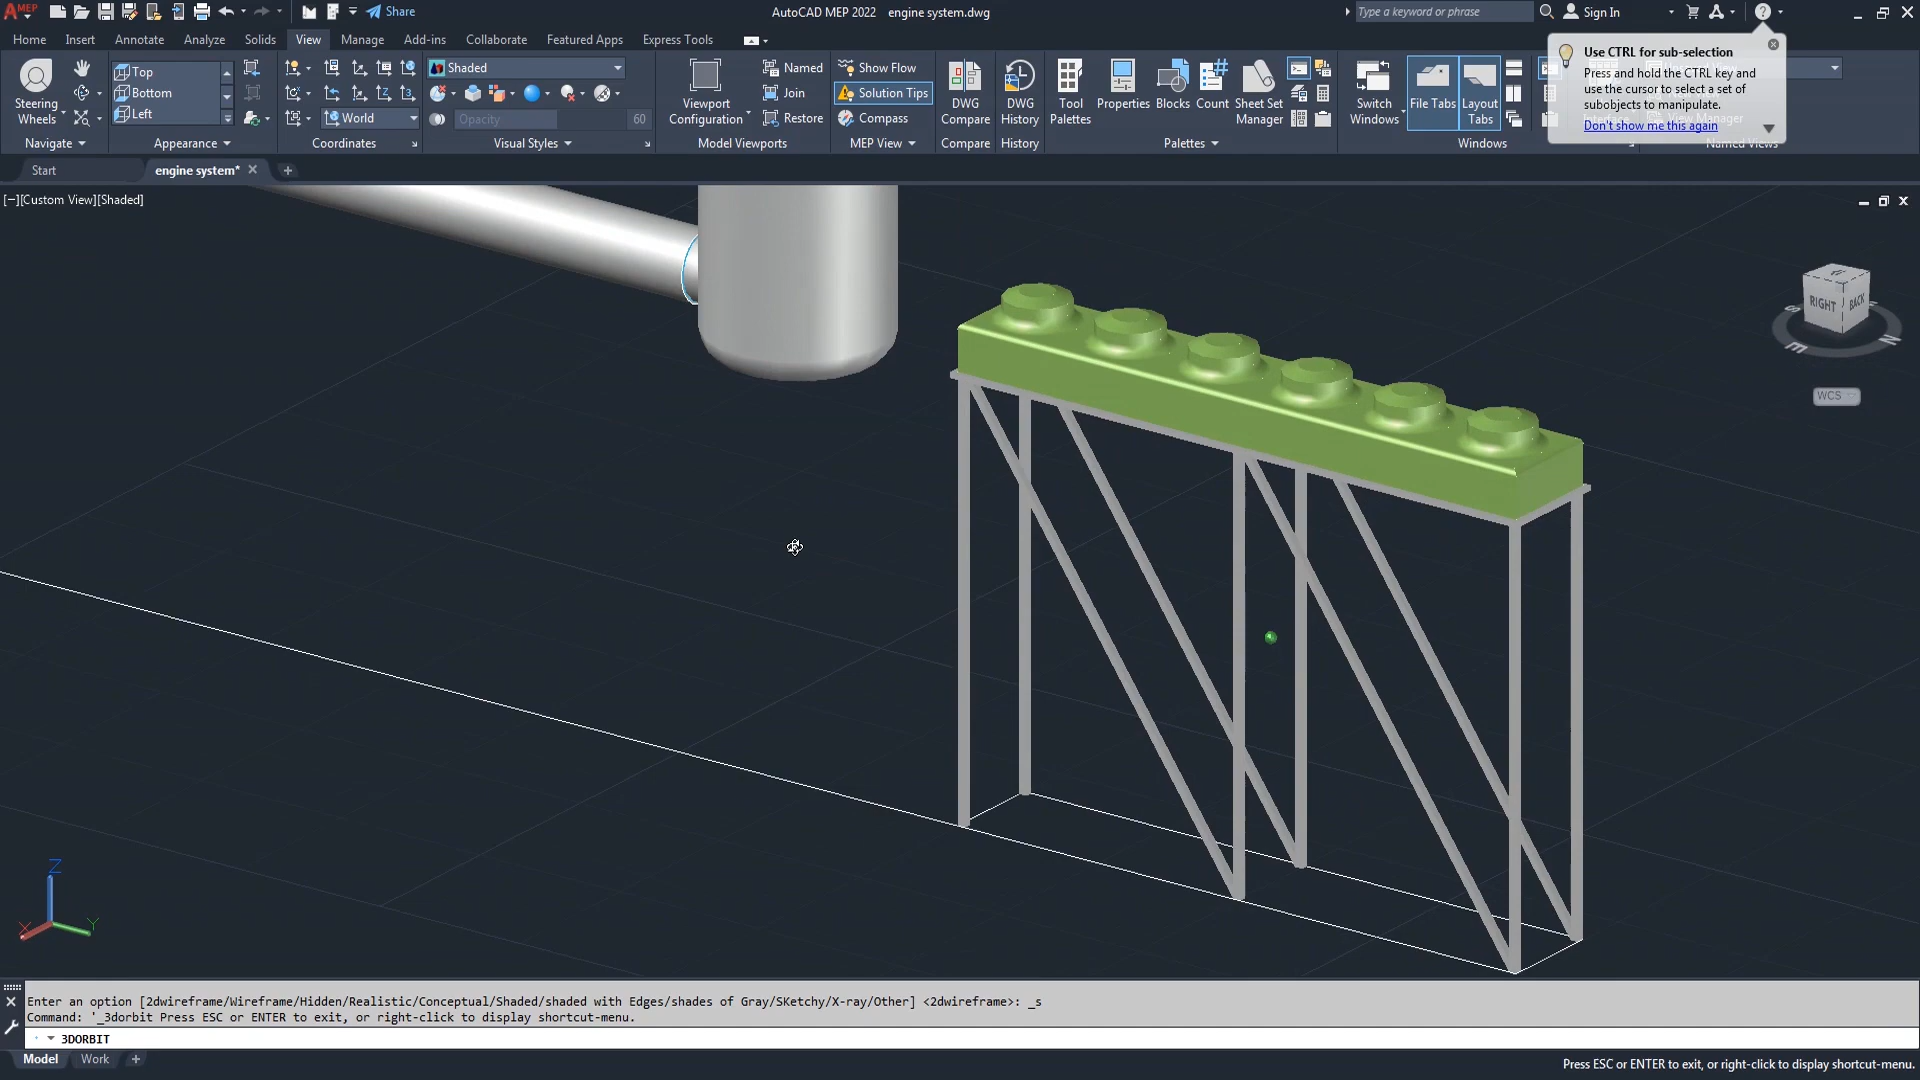 MEP
Share
AutoCAD MEP 2022 engine system.dwg
Type a keyword or phrase
Sign In
Home Insert Annotate Analyze Solids View Manage Add-ins Collaborate Featured Apps Express Tools
Steering Wheels
Navigate
Top
Bottom
Left
Appearance
World
Coordinates
Shaded
Opacity 60
Visual Styles
Viewport Configuration
Named
Join
Restore
Model Viewports
Show Flow
Solution Tips
Compass
MEP View
DWG Compare
Compare
DWG History
History
Tool Palettes
Properties
Blocks
Count
Sheet Set Manager
Palettes
Switch Windows
File Tabs
Layout Tabs
Windows
Named Views
Use CTRL for sub-selection
Press and hold the CTRL key and
use the cursor to select a set of
subobjects to manipulate.
Don't show me this again
Start
engine system*
[−][Custom View][Shaded]
RIGHT BACK
S E N
WCS
Z
X Y
Enter an option [2dwireframe/Wireframe/Hidden/Realistic/Conceptual/Shaded/shaded with Edges/shades of Gray/SKetchy/X-ray/Other] <2dwireframe>: _s
Command: '_3dorbit Press ESC or ENTER to exit, or right-click to display shortcut-menu.
3DORBIT
Model Work +
Press ESC or ENTER to exit, or right-click to display shortcut-menu.